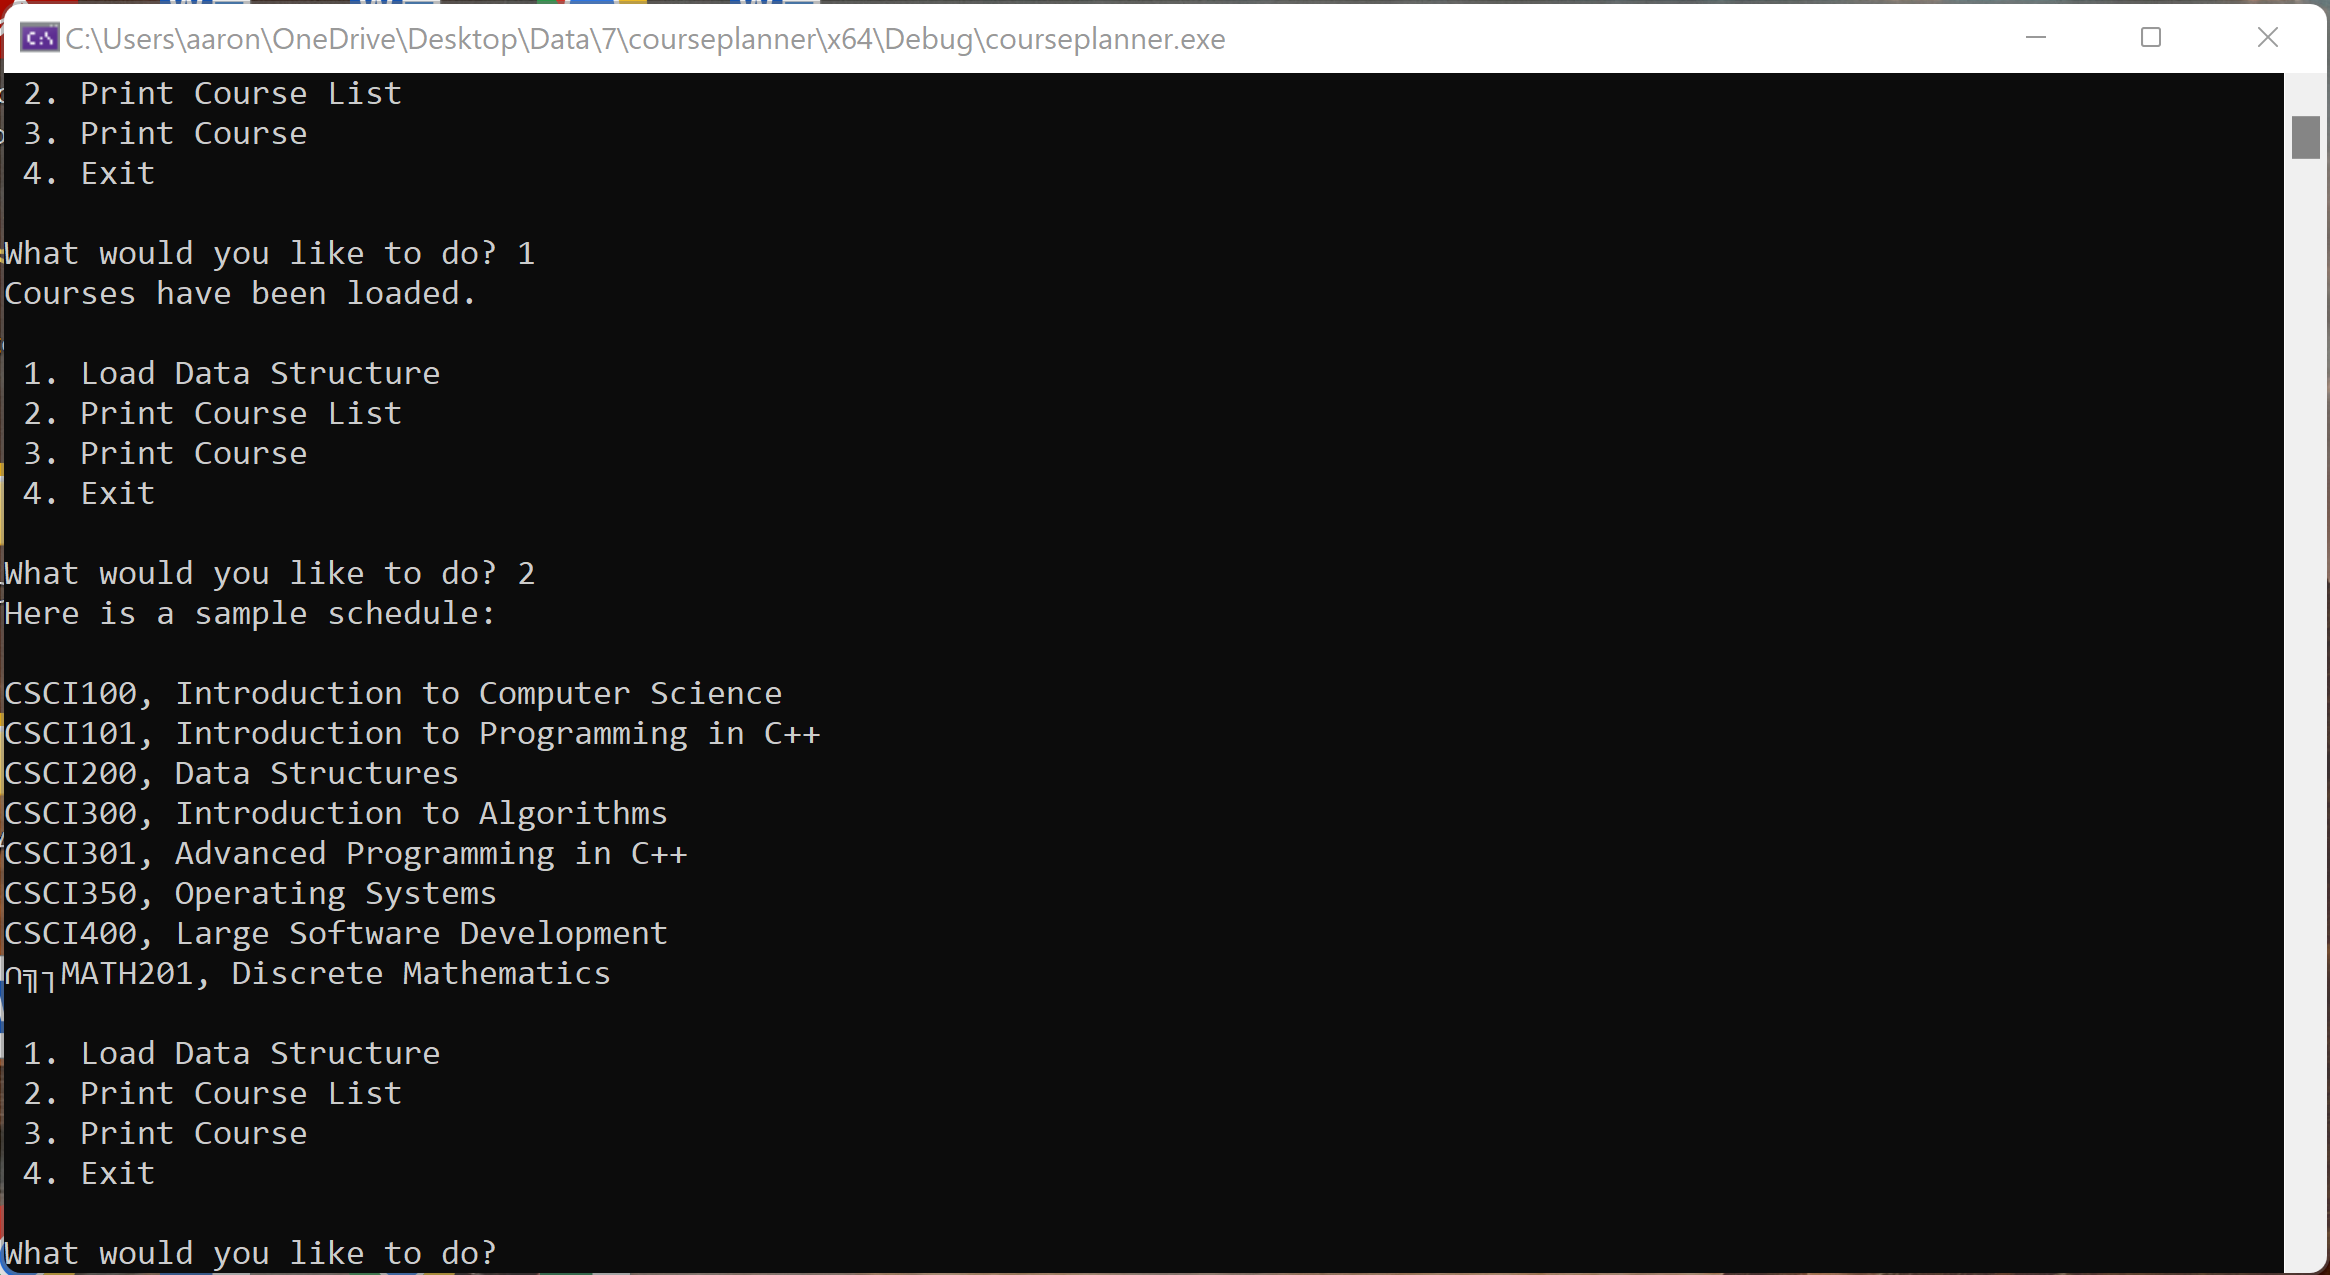 C:\Users\aaron\OneDrive\Desktop\Data\7\courseplanner\x64\Debug\courseplanner.exe
2. Print Course List
3. Print Course
4. Exit
What would you like to do? 1
Courses have been loaded.
1. Load Data Structure
2. Print Course List
3. Print Course
4. Exit
What would you like to do? 2
Here is a sample schedule:
CSCI100, Introduction to Computer Science
CSCI101, Introduction to Programming in C++
CSCI200, Data Structures
CSCI300, Introduction to Algorithms
CSCI301, Advanced Programming in C++
CSCI350, Operating Systems
CSCI400, Large Software Development
∩╗┐MATH201, Discrete Mathematics
1. Load Data Structure
2. Print Course List
3. Print Course
4. Exit
What would you like to do?